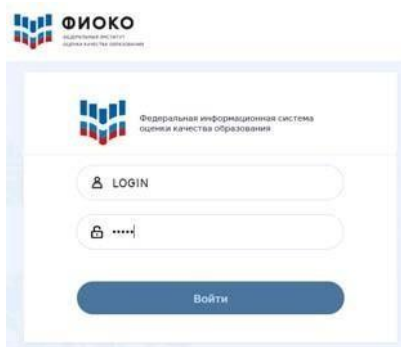 ФИОКО
ФЕДЕРАЛЬНЫЙ ИНСТИТУТ
ОЦЕНКИ КАЧЕСТВА ОБРАЗОВАНИЯ
Федеральная информационная система
оценки качества образования
LOGIN
•••••
Войти